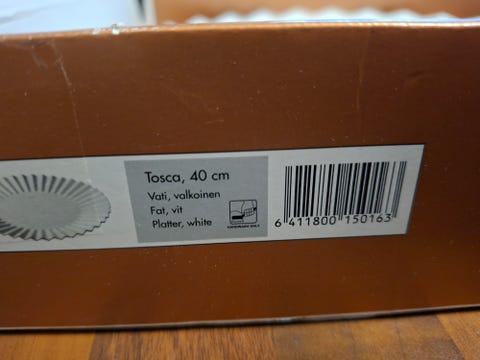 Tosca, 40 cm
Vati, valkoinen
Fat, vit
Platter, white
6 411800 150163